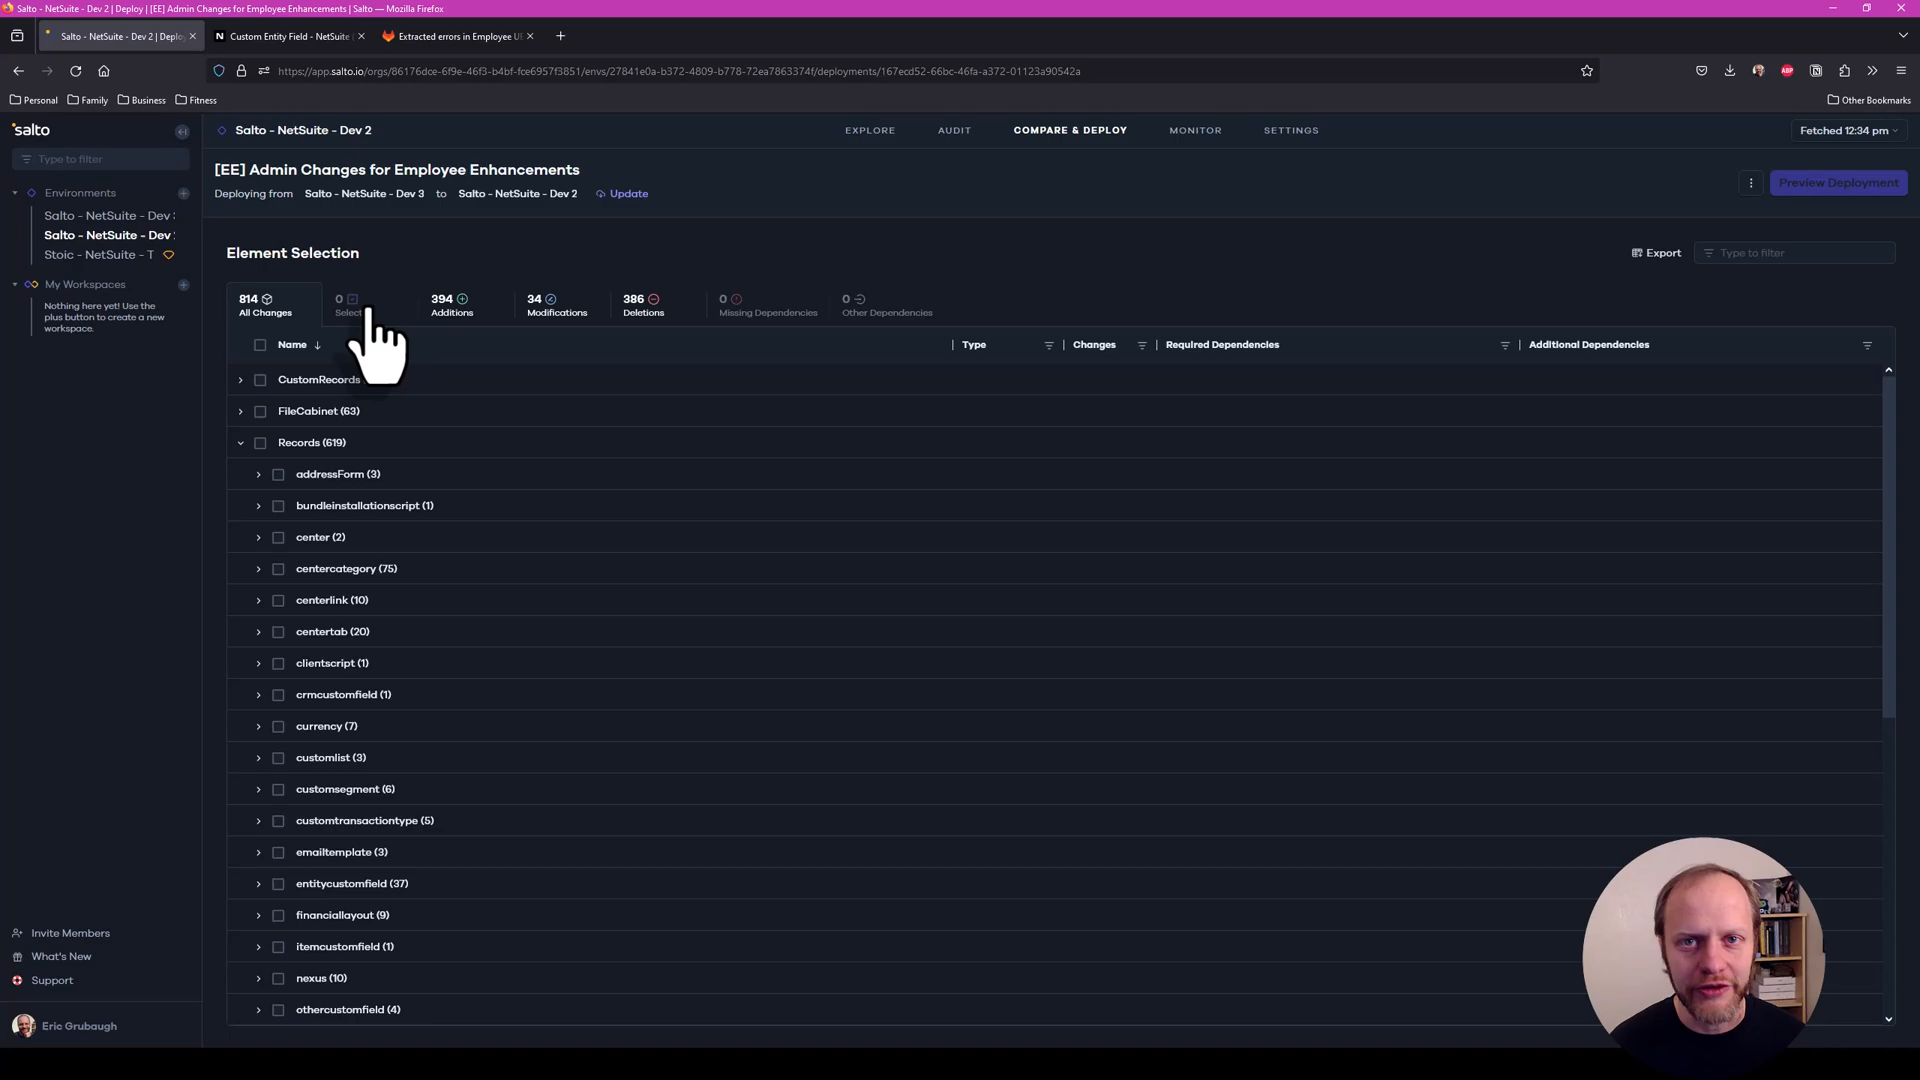 Salto - NetSuite - Dev 2 | Deploy | [EE] Admin Changes for Employee Enhancements | Salto — Mozilla Firefox
Salto - NetSuite - Dev 2 | Deploy
Custom Entity Field - NetSuite (
Extracted errors in Employee UE
https://app.salto.io/orgs/86176dce-6f9e-46f3-b4bf-fce6957f3851/envs/27841e0a-b372-4809-b778-72ea7863374f/deployments/167ecd52-66bc-46fa-a372-01123a90542a
ABP
Personal
Family
Business
Fitness
Other Bookmarks
salto
Salto - NetSuite - Dev 2
EXPLORE
AUDIT
COMPARE & DEPLOY
MONITOR
SETTINGS
Fetched 12:34 pm
Type to filter
Environments
Salto - NetSuite - Dev 3
Salto - NetSuite - Dev 2
Stoic - NetSuite - T
My Workspaces
Nothing here yet! Use the
plus button to create a new
workspace.
[EE] Admin Changes for Employee Enhancements
Deploying from Salto - NetSuite - Dev 3 to Salto - NetSuite - Dev 2 Update
Preview Deployment
Element Selection
Export
Type to filter
814
All Changes
0
Select
394
Additions
34
Modifications
386
Deletions
0
Missing Dependencies
0
Other Dependencies
Name
Type
Changes
Required Dependencies
Additional Dependencies
CustomRecords
FileCabinet (63)
Records (619)
addressForm (3)
bundleinstallationscript (1)
center (2)
centercategory (75)
centerlink (10)
centertab (20)
clientscript (1)
crmcustomfield (1)
currency (7)
customlist (3)
customsegment (6)
customtransactiontype (5)
emailtemplate (3)
entitycustomfield (37)
financiallayout (9)
itemcustomfield (1)
nexus (10)
othercustomfield (4)
Invite Members
What's New
Support
Eric Grubaugh